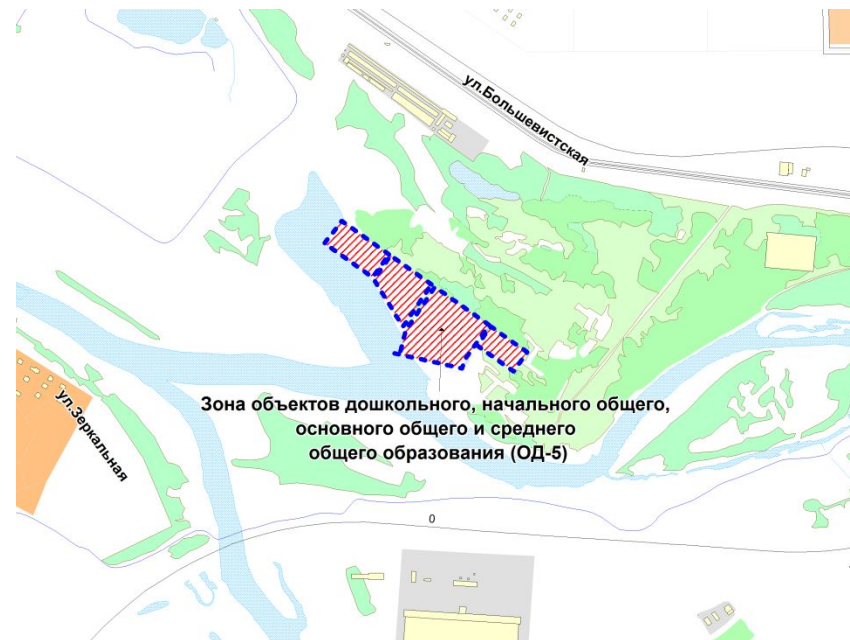 ул.Большевистская
Зона объектов дошкольного, начального общего,
основного общего и среднего
общего образования (ОД-5)
ул.Зеркальная
0